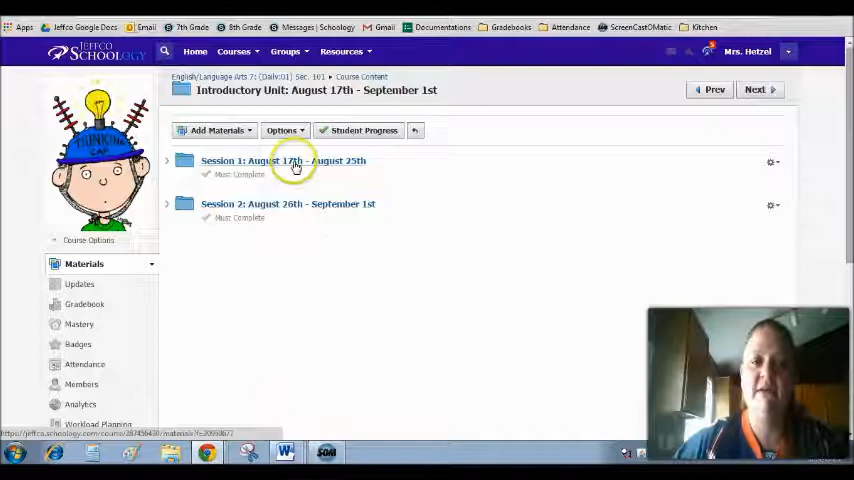 Apps Jeffco Google Docs Email 7th Grade 8th Grade Messages | Schoology Gmail Documentations Gradebooks Attendance ScreenCastOMatic Kitchen
JEFFCO SCHOOLOGY Home Courses Groups Resources Mrs. Hetzel
English/Language Arts 7: (Daily:01) Sec. 101 Course Content
Introductory Unit: August 17th - September 1st Prev Next
Add Materials Options Student Progress
Session 1: August 17th - August 25th
Must Complete
THINKING CAP
Session 2: August 26th - September 1st
Must Complete
Course Options
Materials
Updates
Gradebook
Mastery
Badges
Attendance
Members
Analytics
Workload Planning
SOM